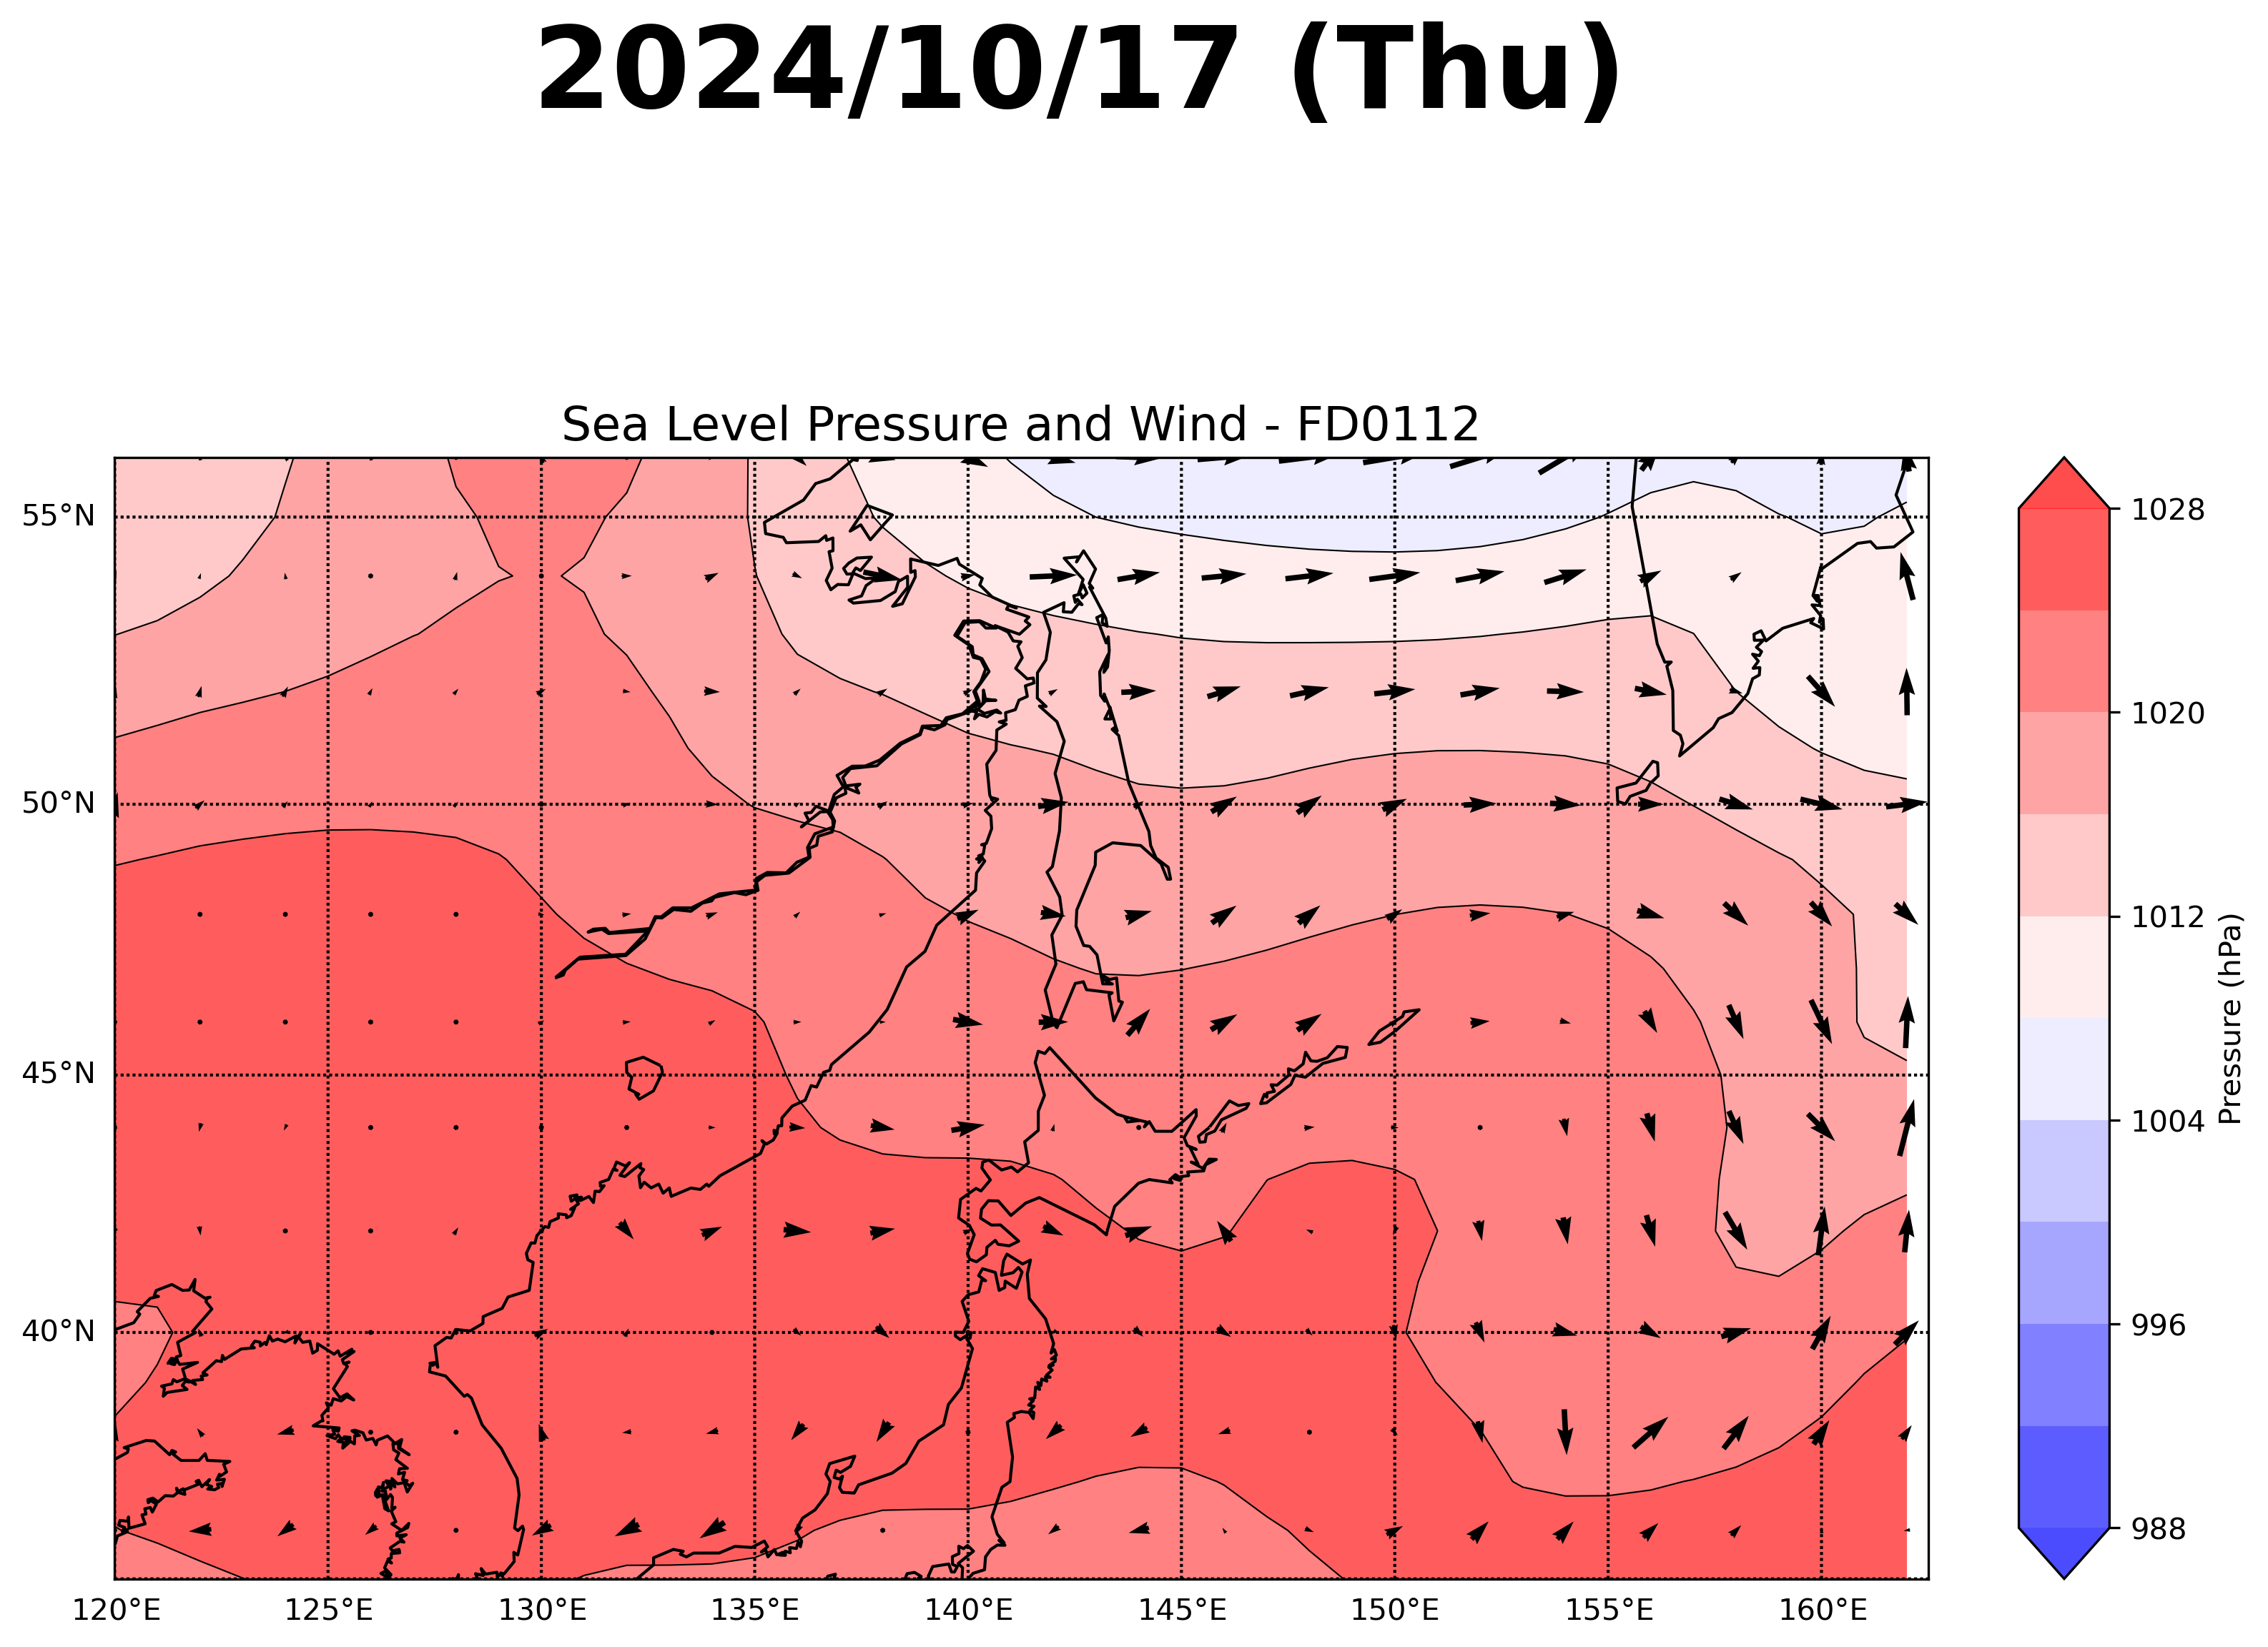 2024/10/17 (Thu)
Sea Level Pressure and Wind - FD0112
55°N
50°N
45°N
40°N
120°E 125°E 130°E 135°E 140°E 145°E 150°E 155°E 160°E
1028
1020
1012
1004
996
988
Pressure (hPa)